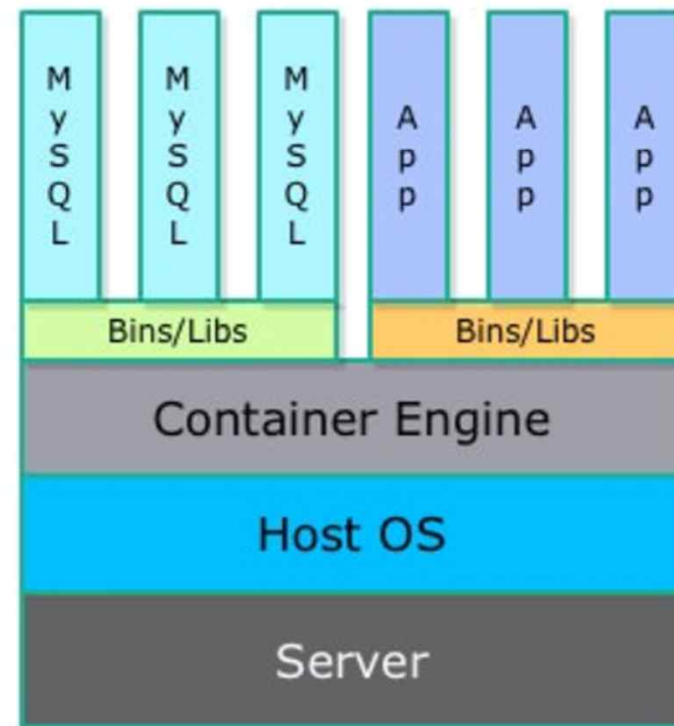 MySQL MySQL MySQL App App App
Bins/Libs Bins/Libs
Container Engine
Host OS
Server